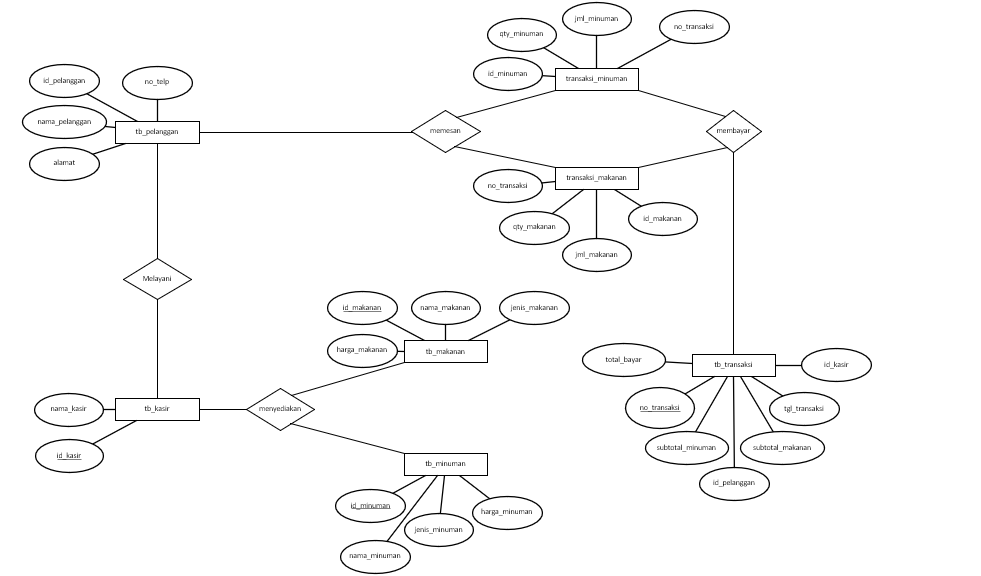 jml_minuman
no_transaksi
qty_minuman
id_minuman
transaksi_minuman
id_pelanggan
no_telp
nama_pelanggan
tb_pelanggan
alamat
memesan
membayar
transaksi_makanan
no_transaksi
id_makanan
qty_makanan
jml_makanan
Melayani
id_makanan
nama_makanan
jenis_makanan
harga_makanan
tb_makanan
total_bayar
tb_transaksi
id_kasir
nama_kasir
tb_kasir
menyediakan
no_transaksi
tgl_transaksi
id_kasir
subtotal_minuman
subtotal_makanan
id_pelanggan
tb_minuman
id_minuman
harga_minuman
jenis_minuman
nama_minuman